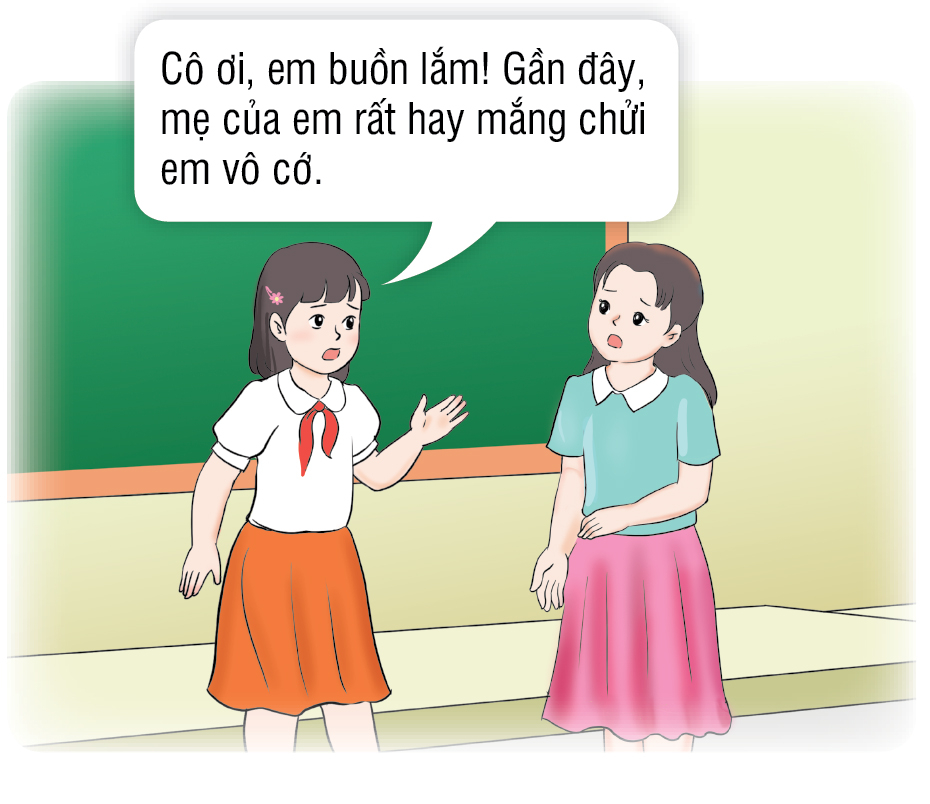 Cô ơi, em buồn lắm! Gần đây,
mẹ của em rất hay mắng chửi
em vô cớ.